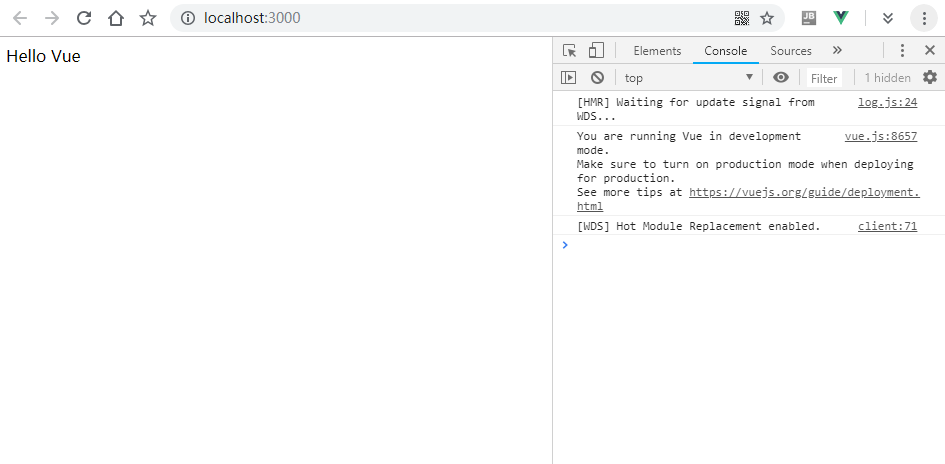 localhost:3000
JB
Hello Vue
Elements Console Sources »
top Filter 1 hidden
[HMR] Waiting for update signal from log.js:24
WDS...
You are running Vue in development vue.js:8657
mode.
Make sure to turn on production mode when deploying
for production.
See more tips at https://vuejs.org/guide/deployment.
html
[WDS] Hot Module Replacement enabled. client:71